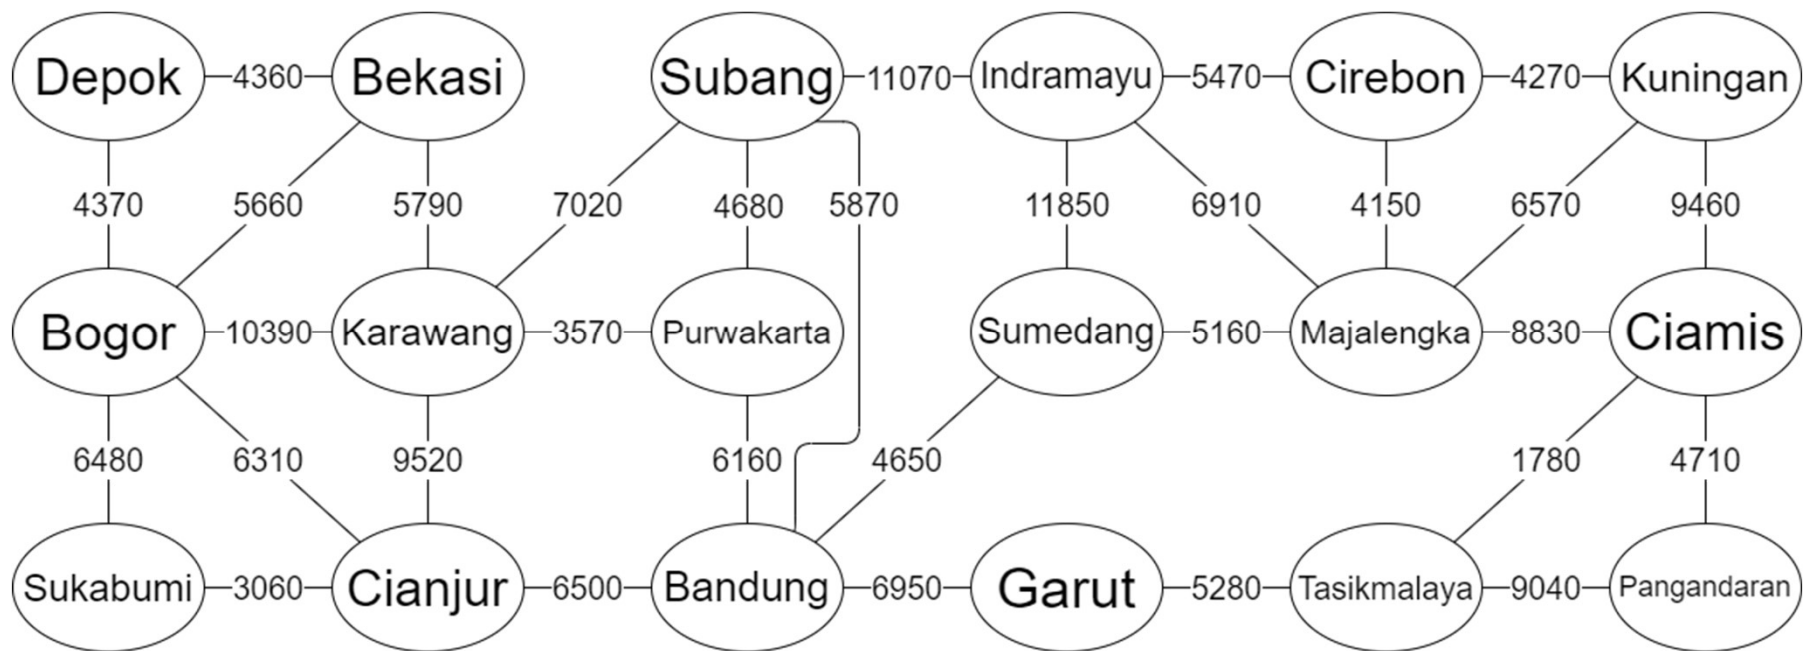 Depok 4360 Bekasi Subang 11070 Indramayu 5470 Cirebon 4270 Kuningan
4370 5660 5790 7020 4680 5870 11850 6910 4150 6570 9460
Bogor 10390 Karawang 3570 Purwakarta Sumedang 5160 Majalengka 8830 Ciamis
6480 6310 9520 6160 4650 1780 4710
Sukabumi 3060 Cianjur 6500 Bandung 6950 Garut 5280 Tasikmalaya 9040 Pangandaran